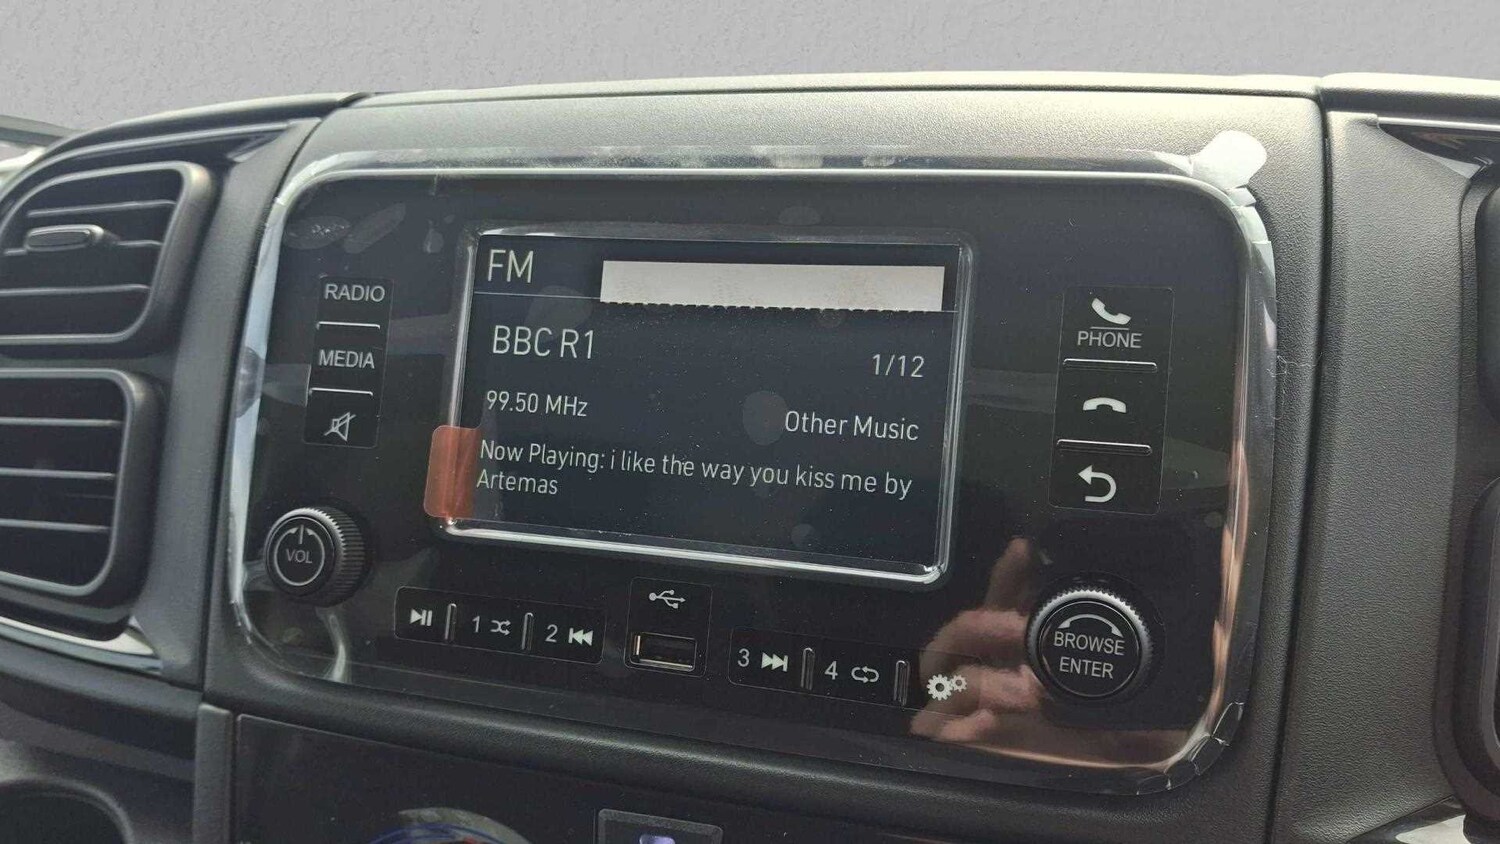 FM
BBC R1
1/12
99.50 MHz
Other Music
Now Playing: i like the way you kiss me by
Artemas
RADIO
MEDIA
VOL
1
2
3
4
PHONE
BROWSE
ENTER